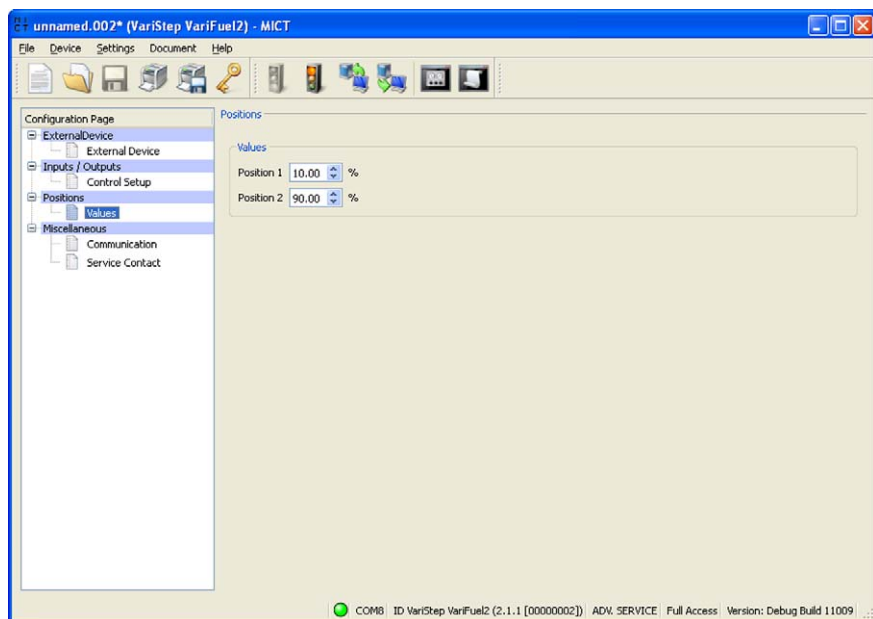 unnamed.002* (VariStep VariFuel2) - MICT
File Device Settings Document Help
Configuration Page
ExternalDevice
External Device
Inputs / Outputs
Control Setup
Positions
Values
Miscellaneous
Communication
Service Contact
Positions
Values
Position 1 10.00 %
Position 2 90.00 %
COM8 ID VariStep VariFuel2 (2.1.1 [00000002]) ADV. SERVICE Full Access Version: Debug Build 11009